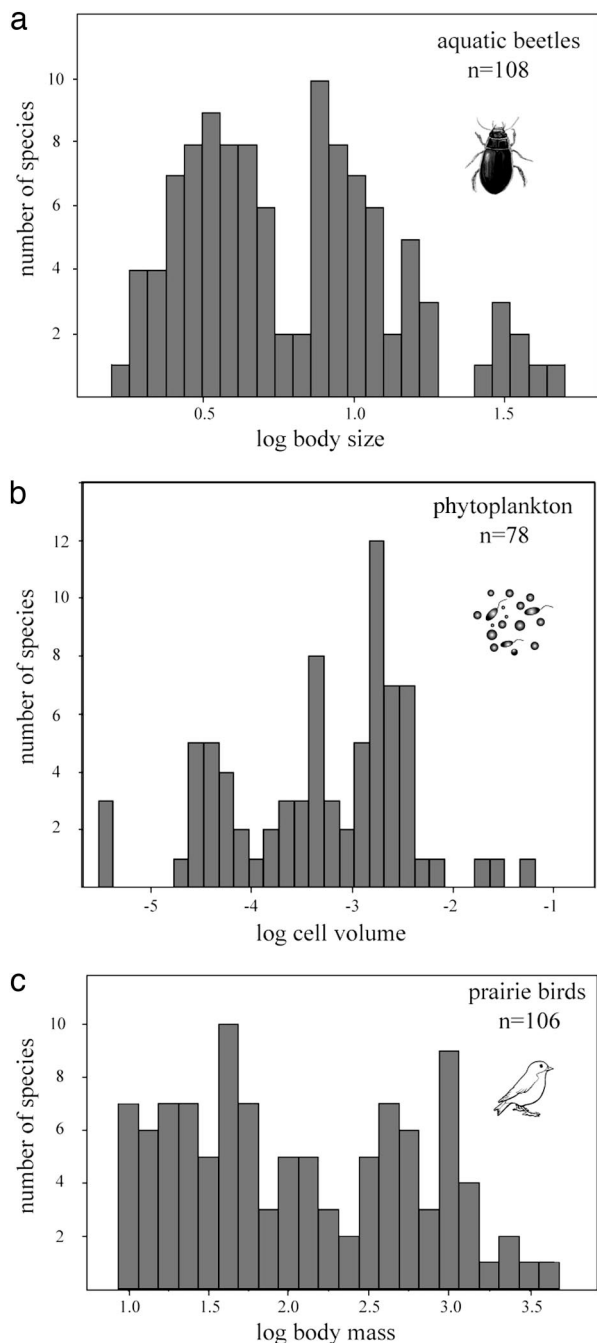 a
aquatic beetles
n=108
number of species
10
8
6
4
2
0.5 1.0 1.5
log body size
b
phytoplankton
n=78
number of species
12
10
8
6
4
2
-5 -4 -3 -2 -1
log cell volume
c
prairie birds
n=106
number of species
10
8
6
4
2
1.0 1.5 2.0 2.5 3.0 3.5
log body mass